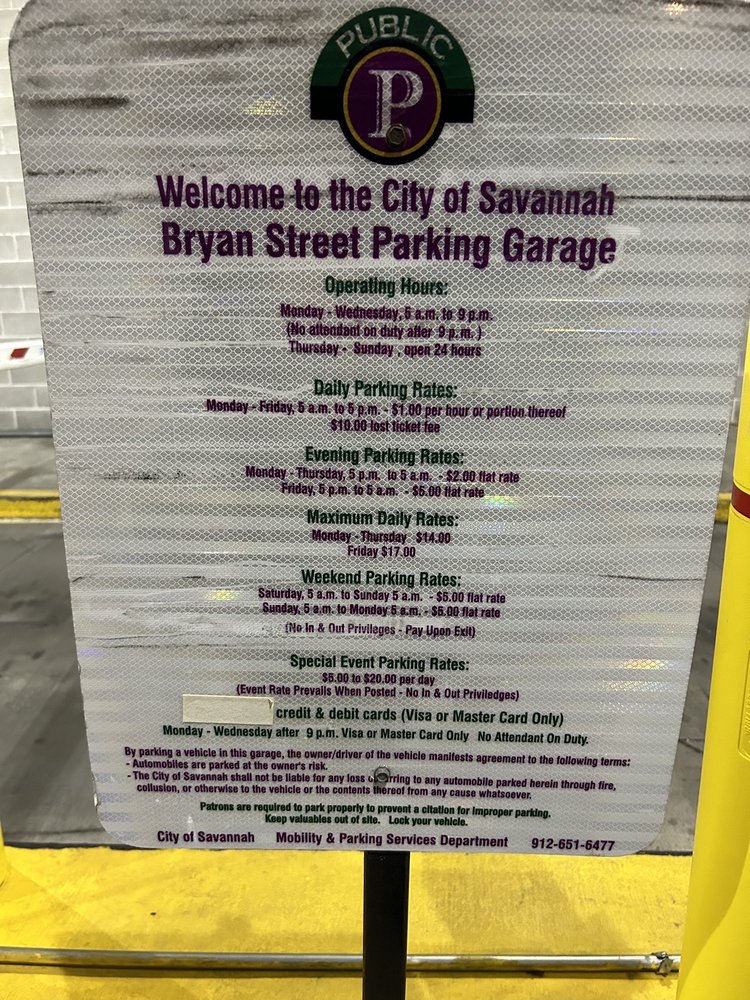 PUBLIC
P
Welcome to the City of Savannah
Bryan Street Parking Garage
Operating Hours:
Monday - Wednesday, 5 a.m. to 9 p.m.
(No attendant on duty after 9 p.m.)
Thursday - Sunday, open 24 hours
Daily Parking Rates:
Monday - Friday, 5 a.m. to 5 p.m. - $1.00 per hour or portion thereof
$10.00 lost ticket fee
Evening Parking Rates:
Monday - Thursday, 5 p.m. to 5 a.m. - $2.00 flat rate
Friday, 5 p.m. to 5 a.m. - $5.00 flat rate
Maximum Daily Rates:
Monday - Thursday $14.00
Friday $17.00
Weekend Parking Rates:
Saturday, 5 a.m. to Sunday 5 a.m. - $5.00 flat rate
Sunday, 5 a.m. to Monday 5 a.m. - $5.00 flat rate
(No In & Out Privileges - Pay Upon Exit)
Special Event Parking Rates:
$5.00 to $20.00 per day
(Event Rate Prevails When Posted - No In & Out Priviledges)
credit & debit cards (Visa or Master Card Only)
Monday - Wednesday after 9 p.m. Visa or Master Card Only No Attendant On Duty.
By parking a vehicle in this garage, the owner/driver of the vehicle manifests agreement to the following terms:
- Automobiles are parked at the owner's risk.
- The City of Savannah shall not be liable for any loss occurring to any automobile parked herein through fire,
collusion, or otherwise to the vehicle or the contents thereof from any cause whatsoever.
Patrons are required to park properly to prevent a citation for improper parking.
Keep valuables out of site. Lock your vehicle.
City of Savannah Mobility & Parking Services Department 912-651-6477